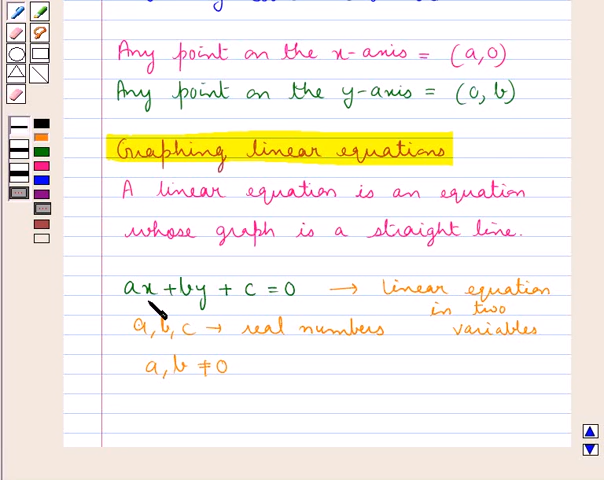 Any point on the x-axis = (a,0)
Any point on the y-axis = (0, b)
Graphing linear equations
A linear equation is an equation
whose graph is a straight line.
ax + by + c = 0 → linear equation
in two
a, b, c → real numbers variables
a, b ≠ 0